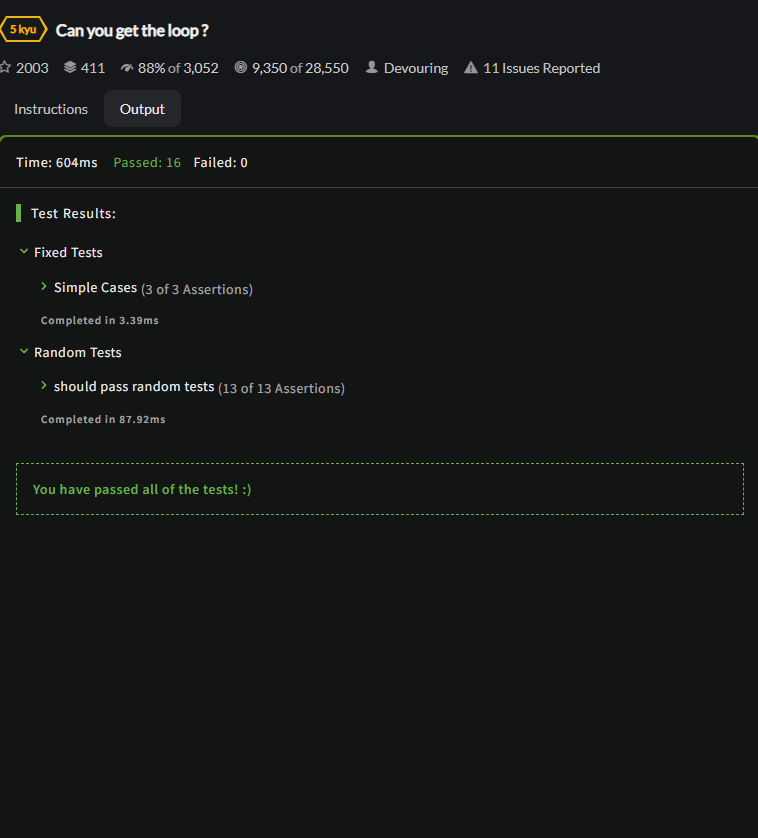 5 kyu Can you get the loop ?
2003 411 88% of 3,052 9,350 of 28,550 Devouring 11 Issues Reported
Instructions Output
Time: 604ms Passed: 16 Failed: 0
Test Results:
Fixed Tests
Simple Cases (3 of 3 Assertions)
Completed in 3.39ms
Random Tests
should pass random tests (13 of 13 Assertions)
Completed in 87.92ms
You have passed all of the tests! :)